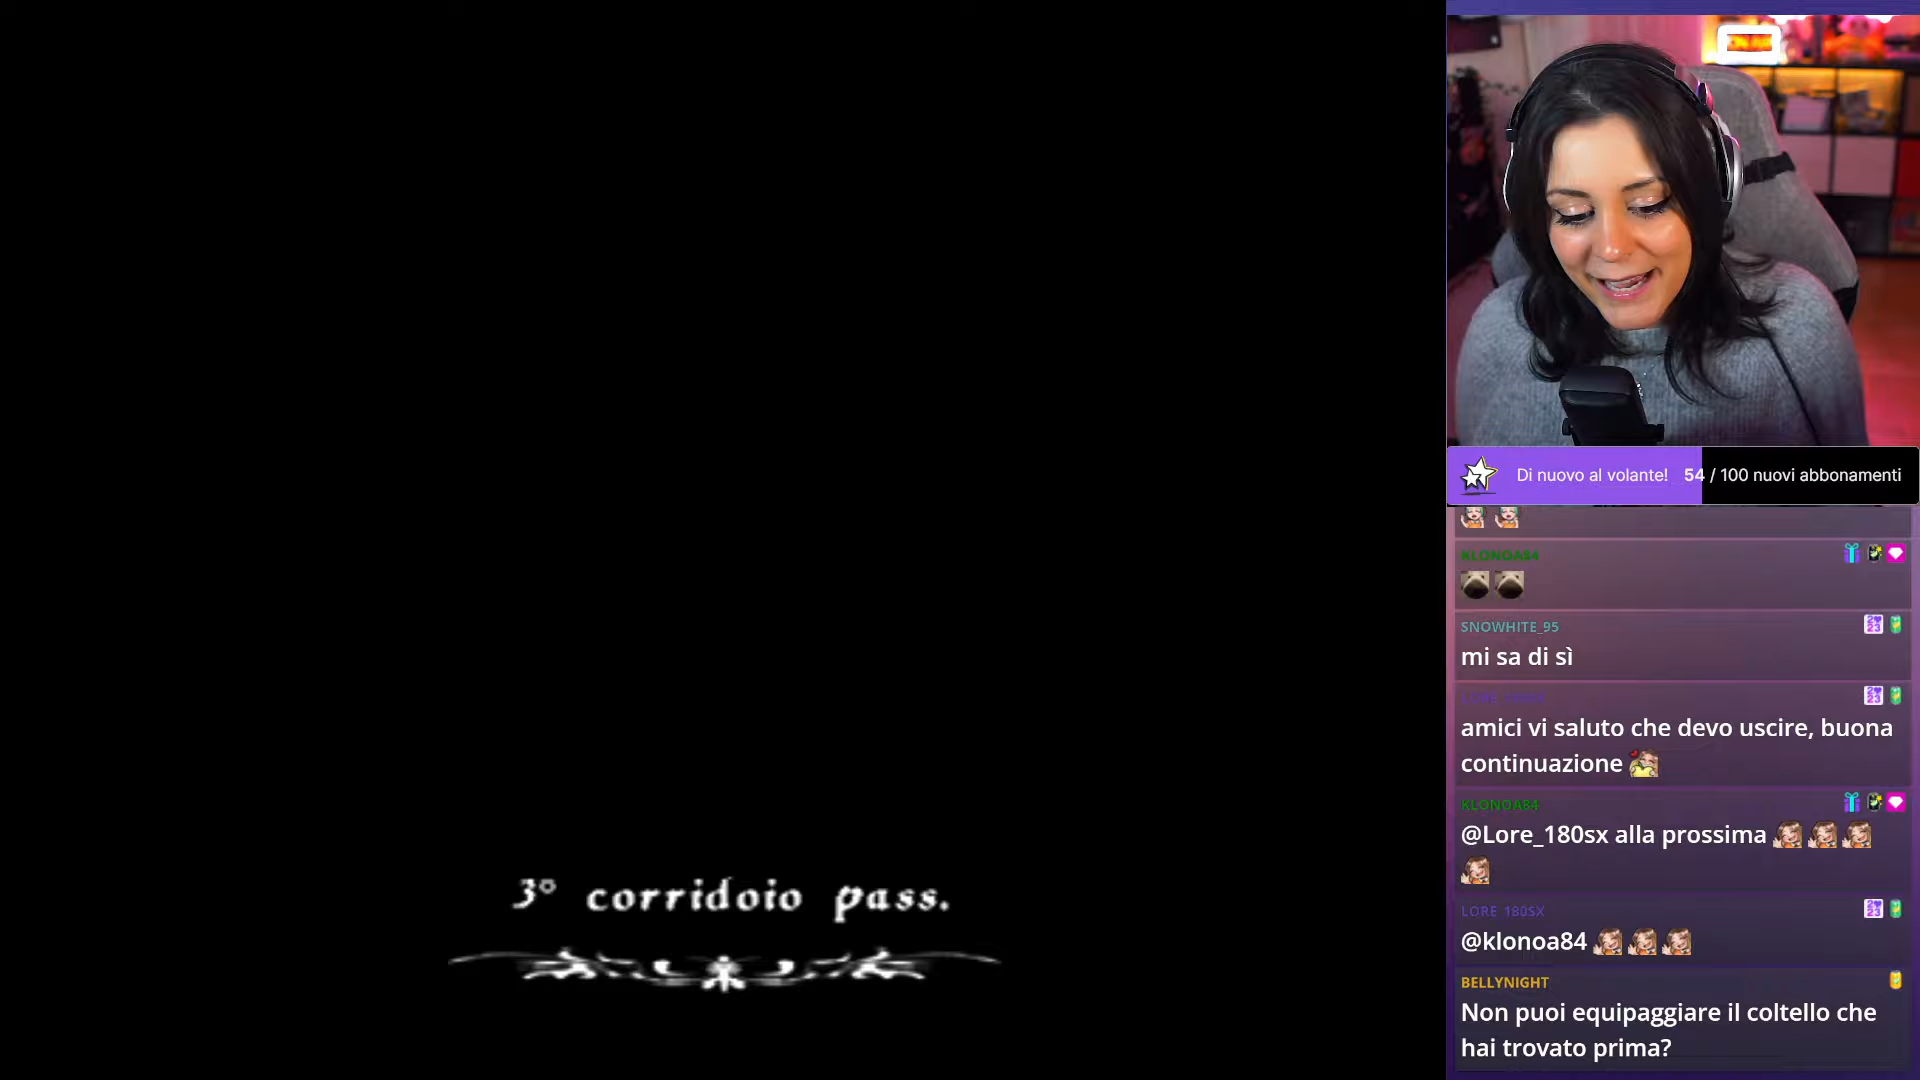 Di nuovo al volante! 54 / 100 nuovi abbonamenti
KLONOA84
SNOWHITE_95
mi sa di sì
amici vi saluto che devo uscire, buona
continuazione
KLONOA84
@Lore_180sx alla prossima
LORE_180SX
@klonoa84
BELLYNIGHT
Non puoi equipaggiare il coltello che
hai trovato prima?
3° corridoio pass.